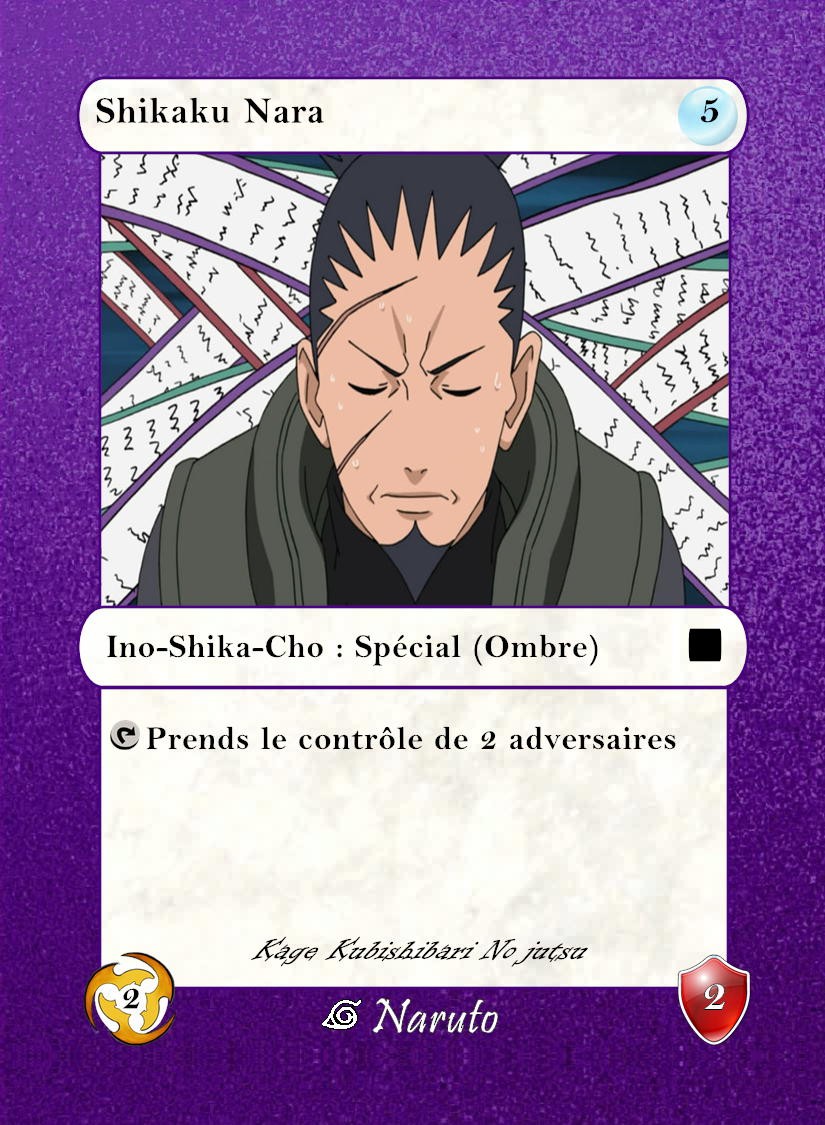 Shikaku Nara
5
Ino-Shika-Cho : Spécial (Ombre)
Prends le contrôle de 2 adversaires
Kage Kubishibari No jutsu
2
Naruto
2